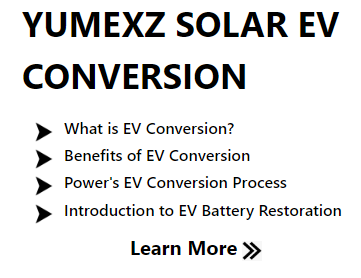 YUMEXZ SOLAR EV
CONVERSION
What is EV Conversion?
Benefits of EV Conversion
Power's EV Conversion Process
Introduction to EV Battery Restoration
Learn More